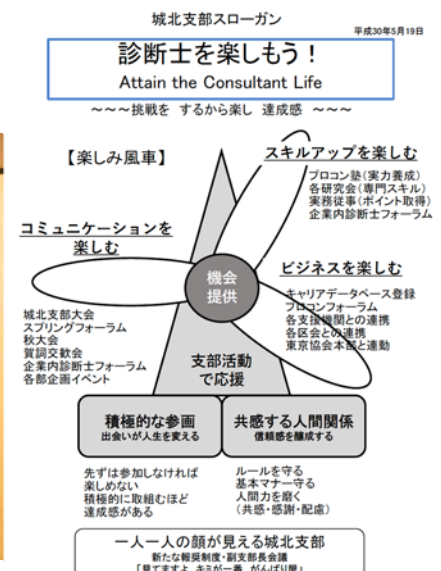 城北支部スローガン
平成30年5月19日
診断士を楽しもう！
Attain the Consultant Life
～～～挑戦を するから楽し 達成感 ～～～
【楽しみ風車】
スキルアップを楽しむ
プロコン塾(実力養成)
各研究会(専門スキル)
実務従事(ポイント取得)
企業内診断士フォーラム
コミュニケーションを
楽しむ
機会
提供
ビジネスを楽しむ
キャリアデータベース登録
プロコンフォーラム
各支援機関との連携
各区会との連携
東京協会本部と連動
城北支部大会
スプリングフォーラム
秋大会
賀詞交歓会
企業内診断士フォーラム
各部企画イベント
支部活動
で応援
積極的な参画
出会いが人生を変える
共感する人間関係
信頼感を醸成する
先ずは参加しなければ
楽しめない
積極的に取組むほど
達成感がある
ルールを守る
基本マナー守る
人間力を磨く
(共感・感謝・配慮)
一人一人の顔が見える城北支部
新たな報奨制度・副支部長会議
「見てますよ キミが一番 がんばり屋」